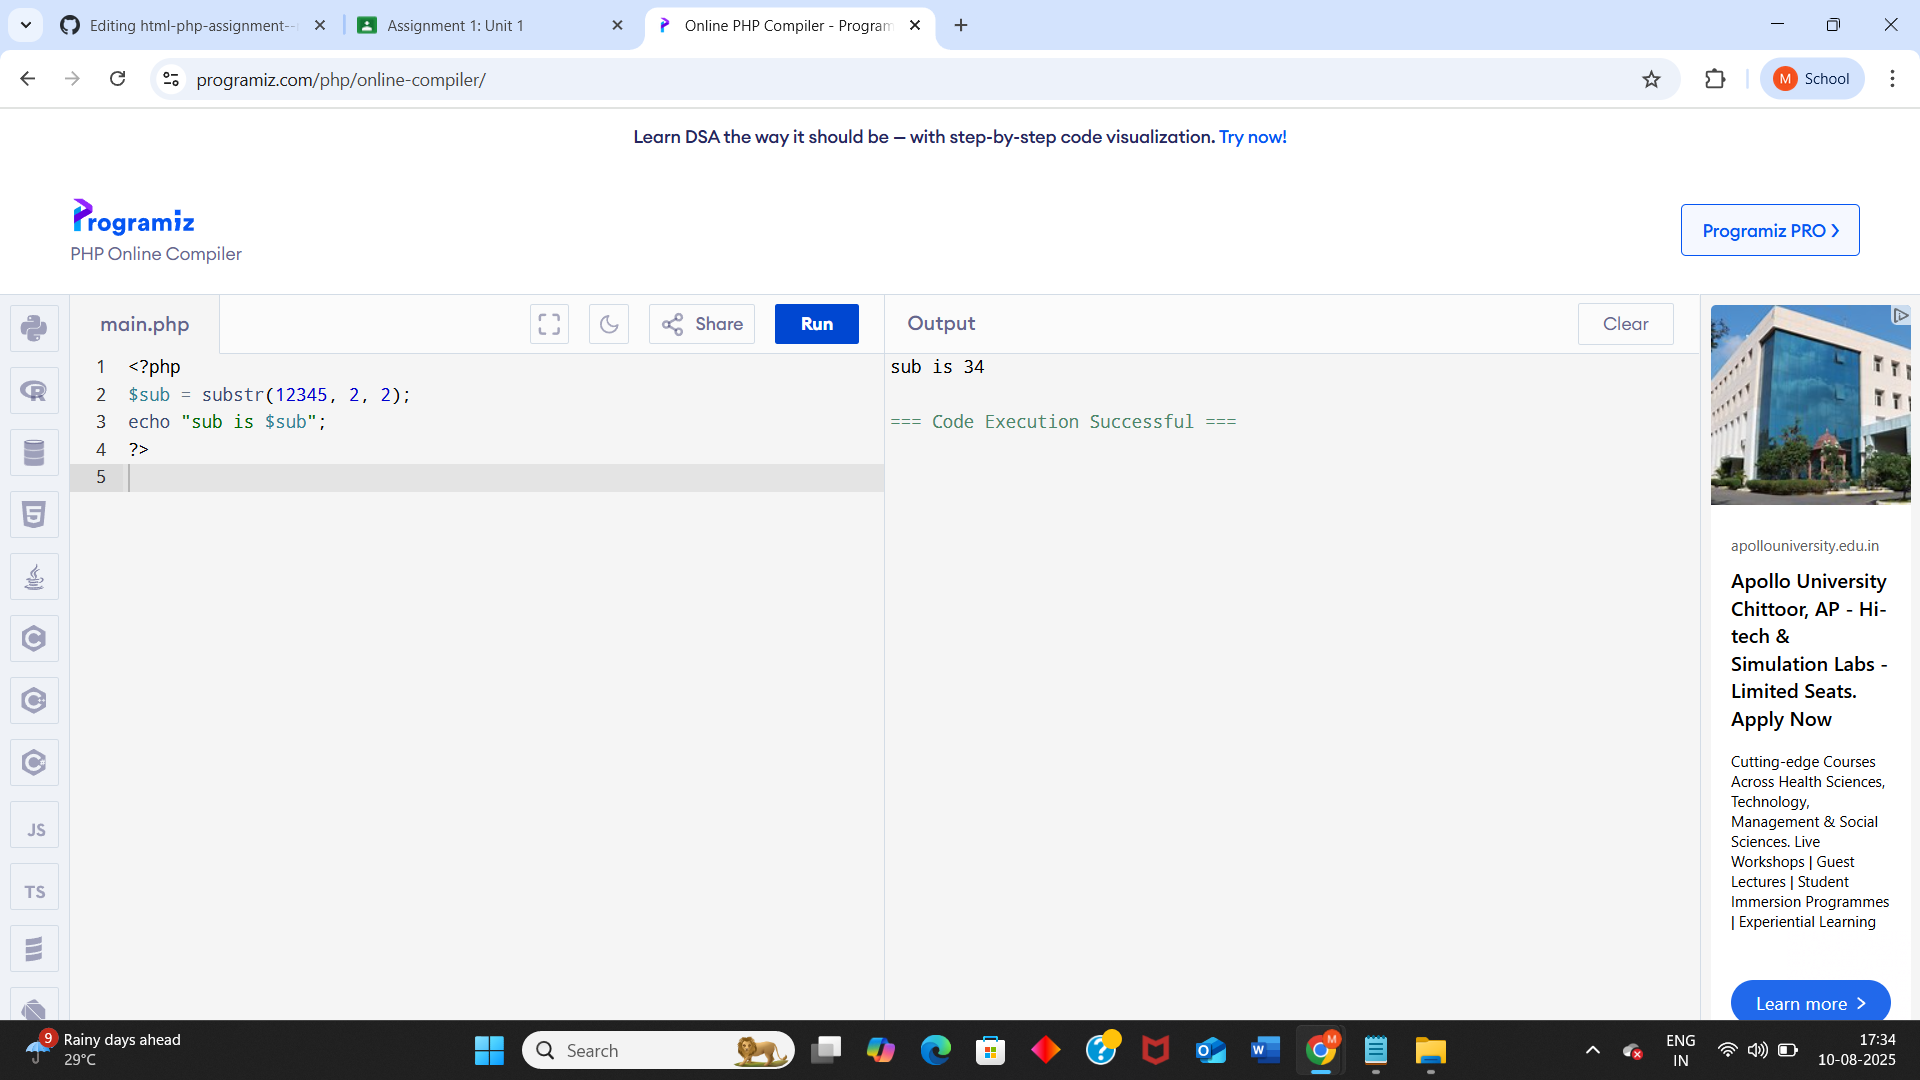 Editing html-php-assignment--
Assignment 1: Unit 1
Online PHP Compiler - Program
programiz.com/php/online-compiler/
M School
Learn DSA the way it should be — with step-by-step code visualization. Try now!
Programiz
PHP Online Compiler
Programiz PRO
main.php
Share
Run
Output
Clear
1 <?php
2 $sub = substr(12345, 2, 2);
3 echo "sub is $sub";
4 ?>
5
sub is 34
=== Code Execution Successful ===
R
5
C
C
C
JS
TS
apollouniversity.edu.in
Apollo University
Chittoor, AP - Hi-
tech &
Simulation Labs -
Limited Seats.
Apply Now
Cutting-edge Courses
Across Health Sciences,
Technology,
Management & Social
Sciences. Live
Workshops | Guest
Lectures | Student
Immersion Programmes
| Experiential Learning
Learn more
9
Rainy days ahead
29°C
Search
M
ENG
IN
17:34
10-08-2025